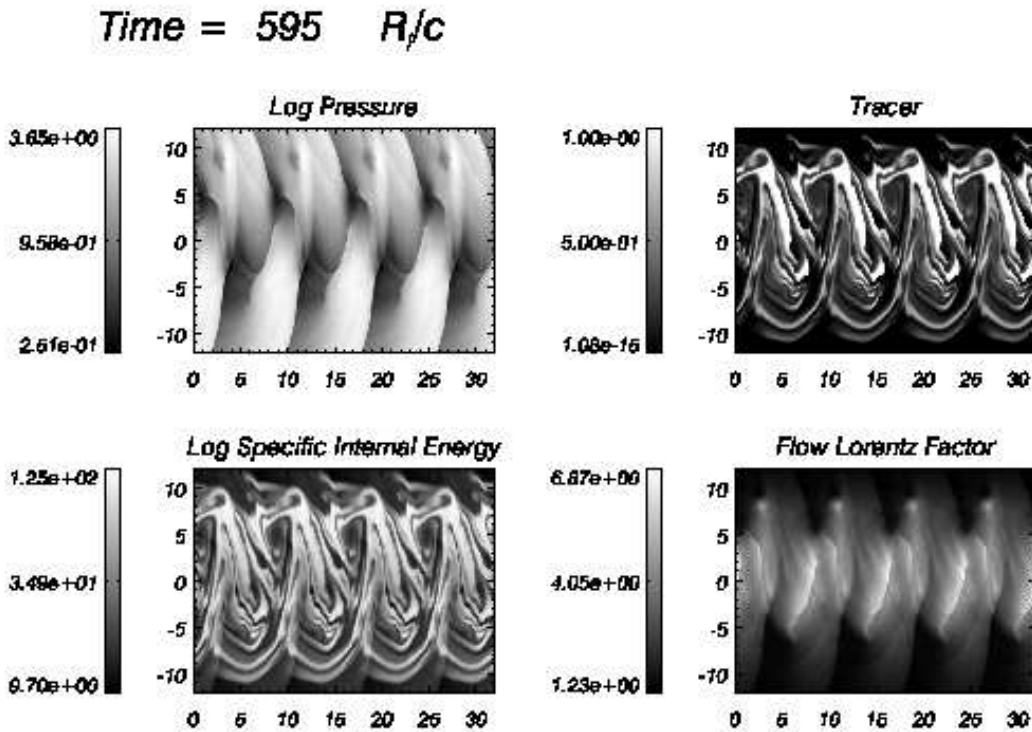 Time = 595 Rⱼ/c
Log Pressure
3.65e+00
9.58e-01
2.61e-01
10
5
0
-5
-10
0 5 10 15 20 25 30
Tracer
1.00e-00
5.00e-01
1.08e-15
10
5
0
-5
-10
0 5 10 15 20 25 30
Log Specific Internal Energy
1.25e+02
3.49e+01
9.70e+00
10
5
0
-5
-10
0 5 10 15 20 25 30
Flow Lorentz Factor
6.87e+00
4.05e+00
1.23e+00
10
5
0
-5
-10
0 5 10 15 20 25 30